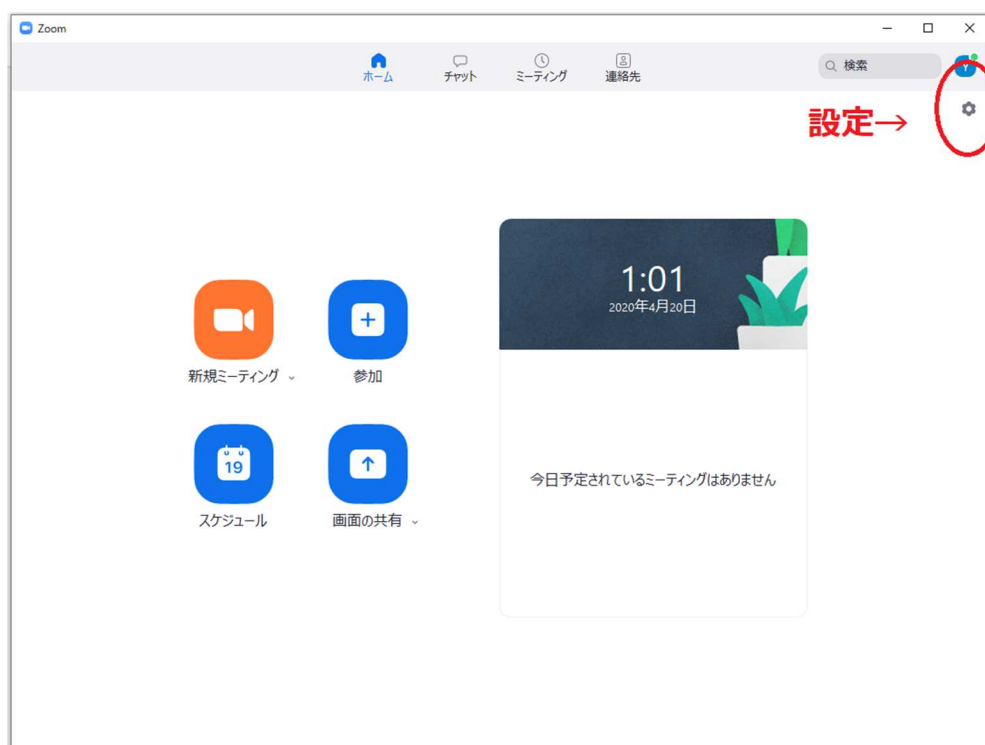 Zoom
ホーム
チャット
ミーティング
連絡先
検索
Y
設定→
1:01
2020年4月20日
新規ミーティング
参加
19
スケジュール
画面の共有
今日予定されているミーティングはありません